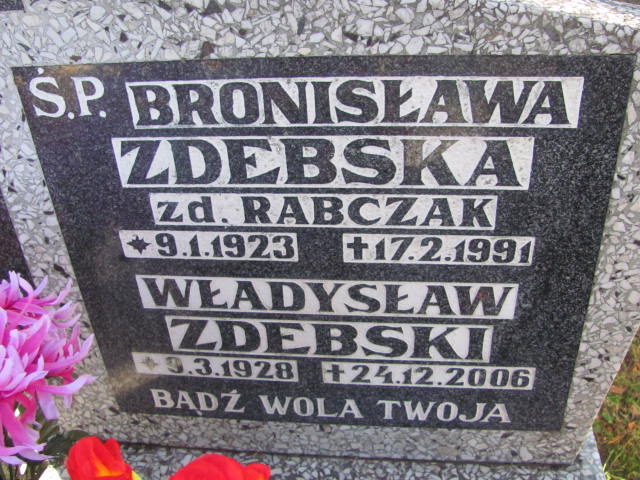 Ś.P. BRONISŁAWA
ZDEBSKA
zd. RABCZAK
*9.1.1923 †17.2.1991
WŁADYSŁAW
ZDEBSKI
*9.3.1928 †24.12.2006
BĄDŹ WOLA TWOJA